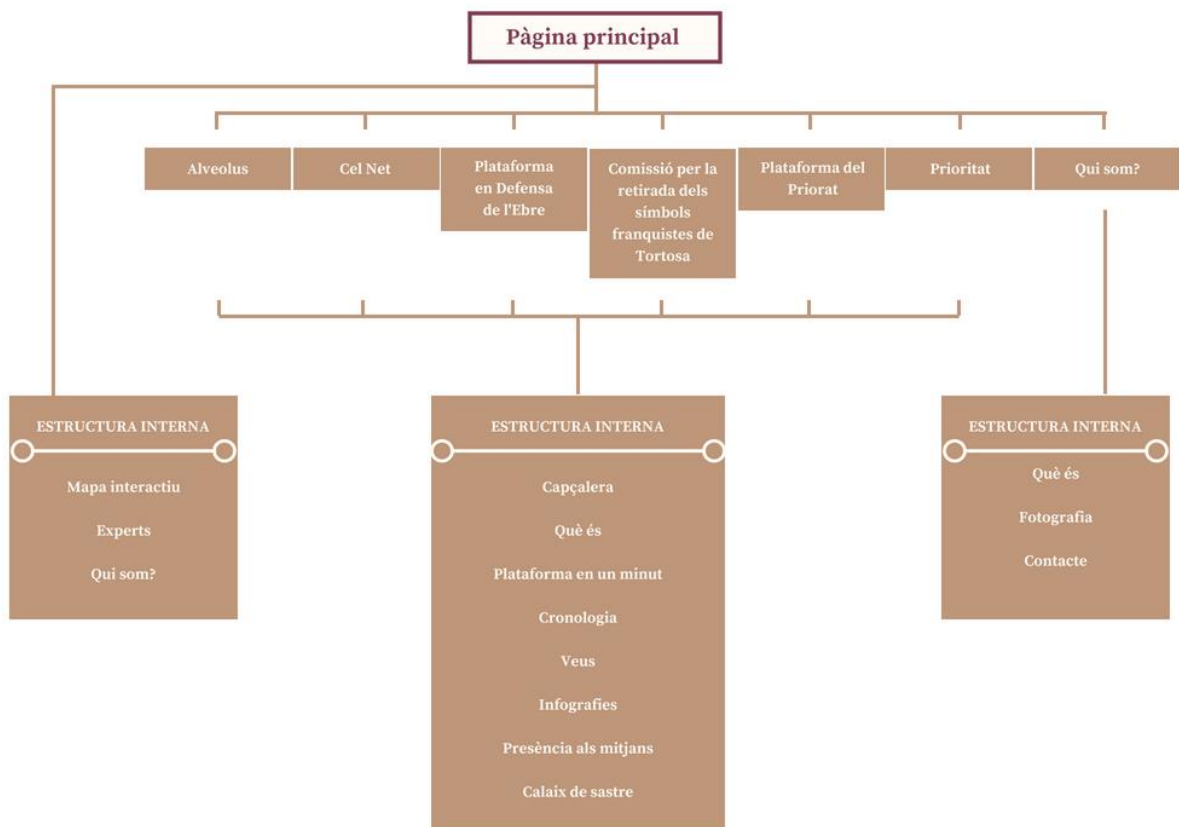 Pàgina principal
Alveolus
Cel Net
Plataforma
en Defensa
de l'Ebre
Comissió per la
retirada dels
símbols
franquistes de
Tortosa
Plataforma del
Priorat
Prioritat
Qui som?
ESTRUCTURA INTERNA
Mapa interactiu
Experts
Qui som?
ESTRUCTURA INTERNA
Capçalera
Què és
Plataforma en un minut
Cronologia
Veus
Infografies
Presència als mitjans
Calaix de sastre
ESTRUCTURA INTERNA
Què és
Fotografia
Contacte